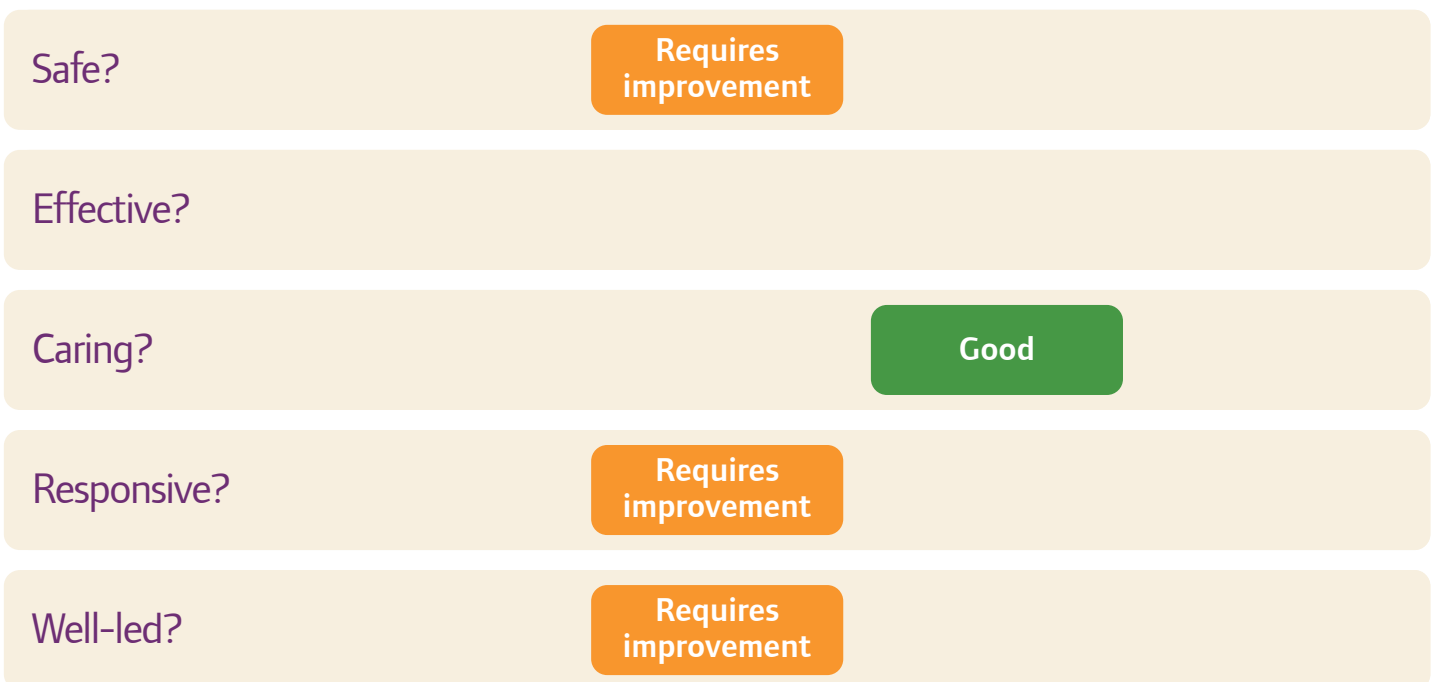 Safe?
Requires
improvement
Effective?
Caring?
Good
Responsive?
Requires
improvement
Well-led?
Requires
improvement